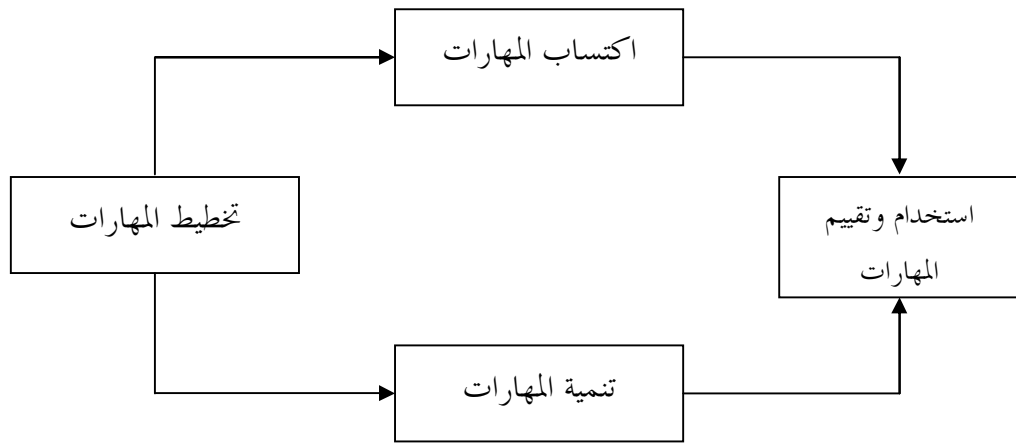 اكتساب المهارات
تخطيط المهارات
استخدام وتقييم
المهارات
تنمية المهارات